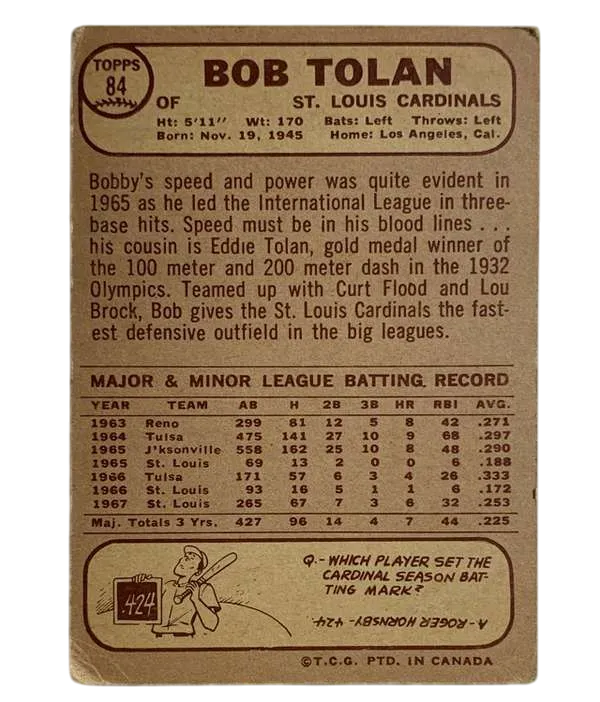 TOPPS
84
BOB TOLAN
OF ST. LOUIS CARDINALS
Ht: 5'11" Wt: 170 Bats: Left Throws: Left
Born: Nov. 19, 1945 Home: Los Angeles, Cal.
Bobby's speed and power was quite evident in
1965 as he led the International League in three-
base hits. Speed must be in his blood lines . . .
his cousin is Eddie Tolan, gold medal winner of
the 100 meter and 200 meter dash in the 1932
Olympics. Teamed up with Curt Flood and Lou
Brock, Bob gives the St. Louis Cardinals the fast-
est defensive outfield in the big leagues.
MAJOR & MINOR LEAGUE BATTING RECORD
YEAR TEAM AB H 2B 3B HR RBI AVG.
1963 Reno 299 81 12 5 8 42 .271
1964 Tulsa 475 141 27 10 9 68 .297
1965 J'ksonville 558 162 25 10 8 48 .290
1965 St. Louis 69 13 2 0 0 6 .188
1966 Tulsa 171 57 6 3 4 26 .333
1966 St. Louis 93 16 5 1 1 6 .172
1967 St. Louis 265 67 7 3 6 32 .253
Maj. Totals 3 Yrs. 427 96 14 4 7 44 .225
.424
Q.- WHICH PLAYER SET THE
CARDINAL SEASON BAT-
TING MARK?
A- ROGER HORNSBY- .424.
©T.C.G. PTD. IN CANADA